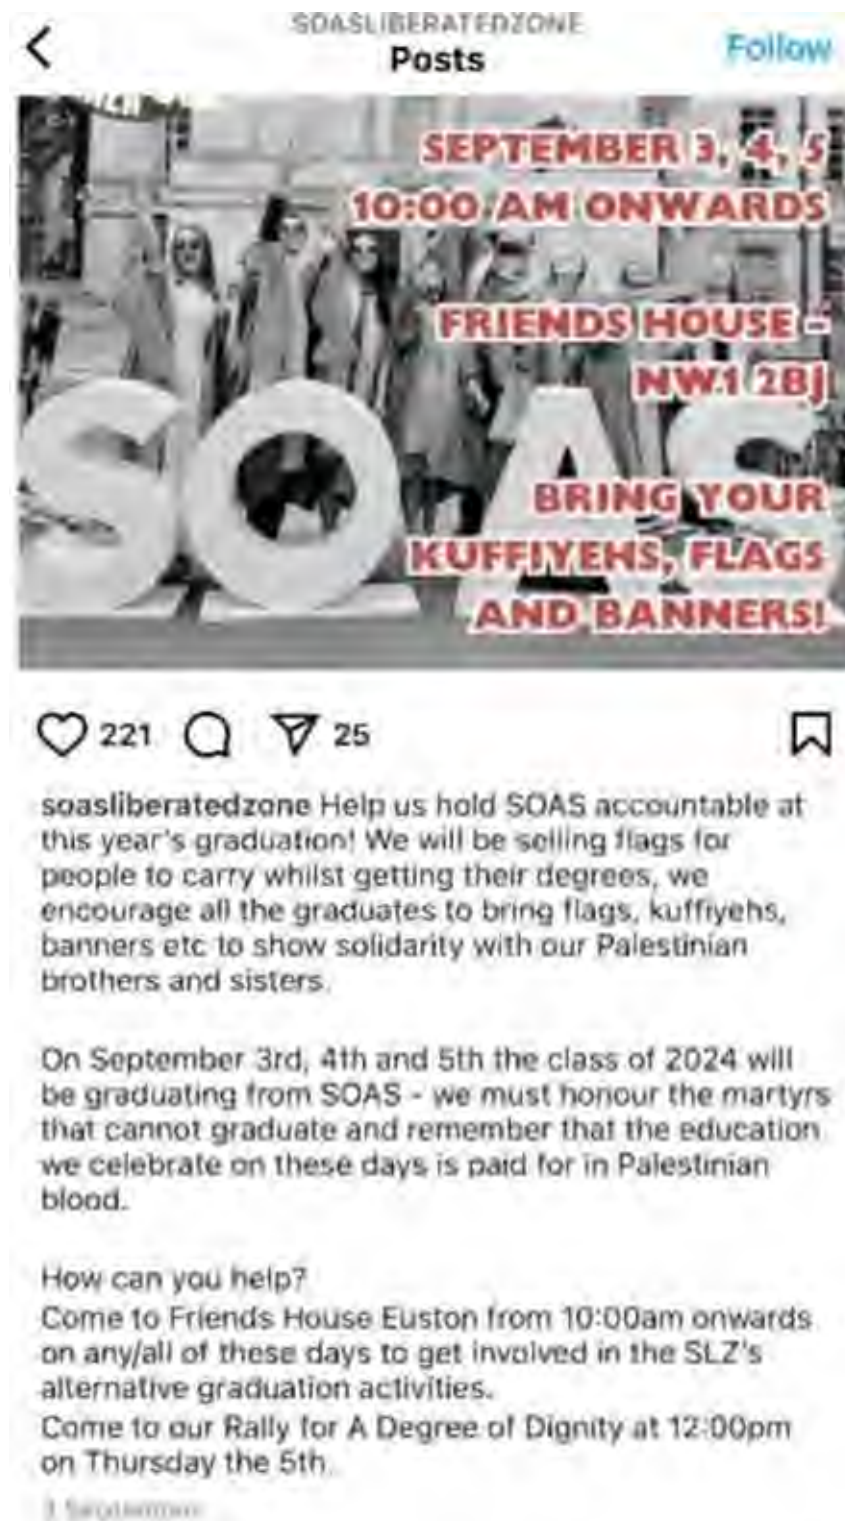 SOASLIBERATEDZONE
Posts
Follow
SEPTEMBER 3, 4, 5
10:00 AM ONWARDS
FRIENDS HOUSE -
NW1 2BJ
BRING YOUR
KUFFIYEHS, FLAGS
AND BANNERS!
SOAS
221
25
soasliberatedzone Help us hold SOAS accountable at
this year's graduation! We will be selling flags for
people to carry whilst getting their degrees, we
encourage all the graduates to bring flags, kuffiyehs,
banners etc to show solidarity with our Palestinian
brothers and sisters.
On September 3rd, 4th and 5th the class of 2024 will
be graduating from SOAS - we must honour the martyrs
that cannot graduate and remember that the education
we celebrate on these days is paid for in Palestinian
blood.
How can you help?
Come to Friends House Euston from 10:00am onwards
on any/all of these days to get involved in the SLZ's
alternative graduation activities.
Come to our Rally for A Degree of Dignity at 12:00pm
on Thursday the 5th.
September